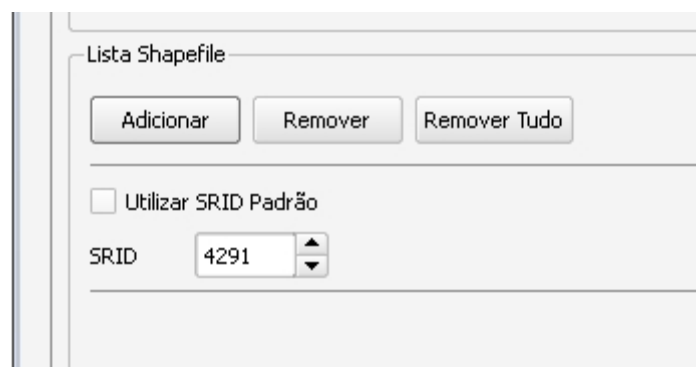 Lista Shapefile
Adicionar Remover Remover Tudo
Utilizar SRID Padrão
SRID 4291